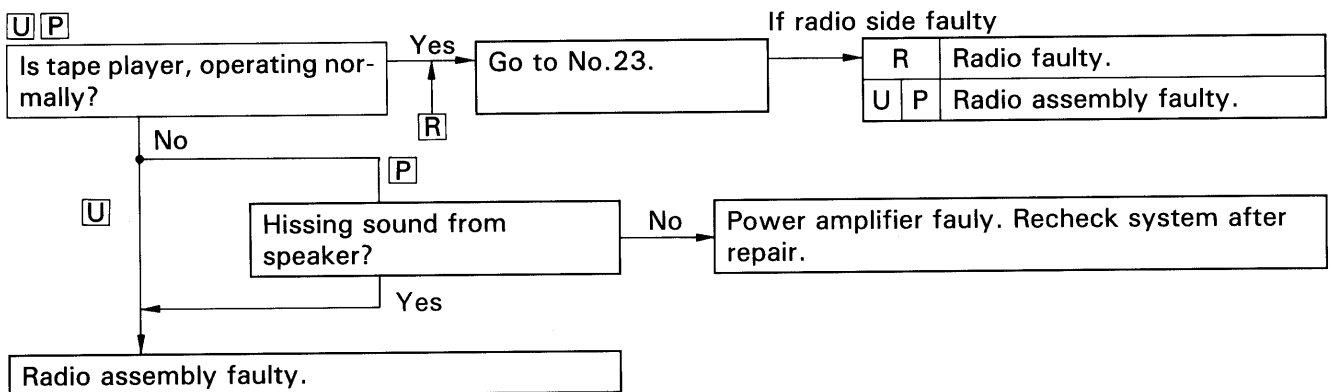 U P
If radio side faulty
Is tape player, operating nor-
mally?
Yes
R
Go to No.23.
R Radio faulty.
U P Radio assembly faulty.
No
P
U
Hissing sound from
speaker?
No
Power amplifier fauly. Recheck system after
repair.
Yes
Radio assembly faulty.